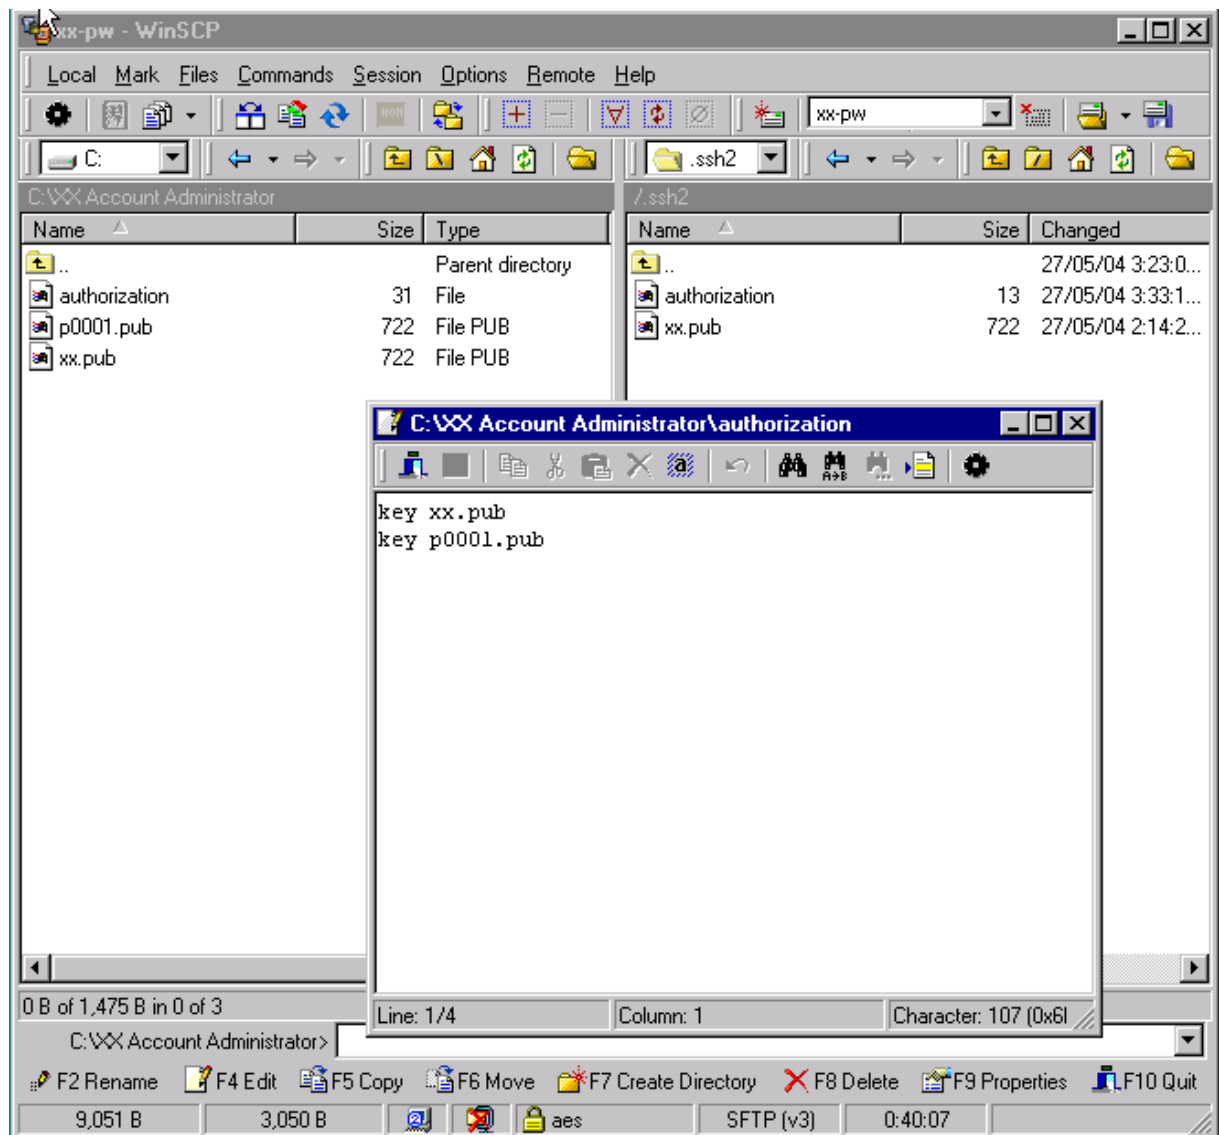 xx-pw - WinSCP
Local Mark Files Commands Session Options Remote Help
xx-pw
C: .ssh2
C:\XX Account Administrator /.ssh2
Name Size Type Name Size Changed
.. Parent directory .. 27/05/04 3:23:0...
authorization 31 File authorization 13 27/05/04 3:33:1...
p0001.pub 722 File PUB xx.pub 722 27/05/04 2:14:2...
xx.pub 722 File PUB
C:\XX Account Administrator\authorization
key xx.pub
key p0001.pub
0 B of 1,475 B in 0 of 3
Line: 1/4 Column: 1 Character: 107 (0x6
C:\XX Account Administrator>
F2 Rename F4 Edit F5 Copy F6 Move F7 Create Directory F8 Delete F9 Properties F10 Quit
9,051 B 3,050 B aes SFTP (v3) 0:40:07